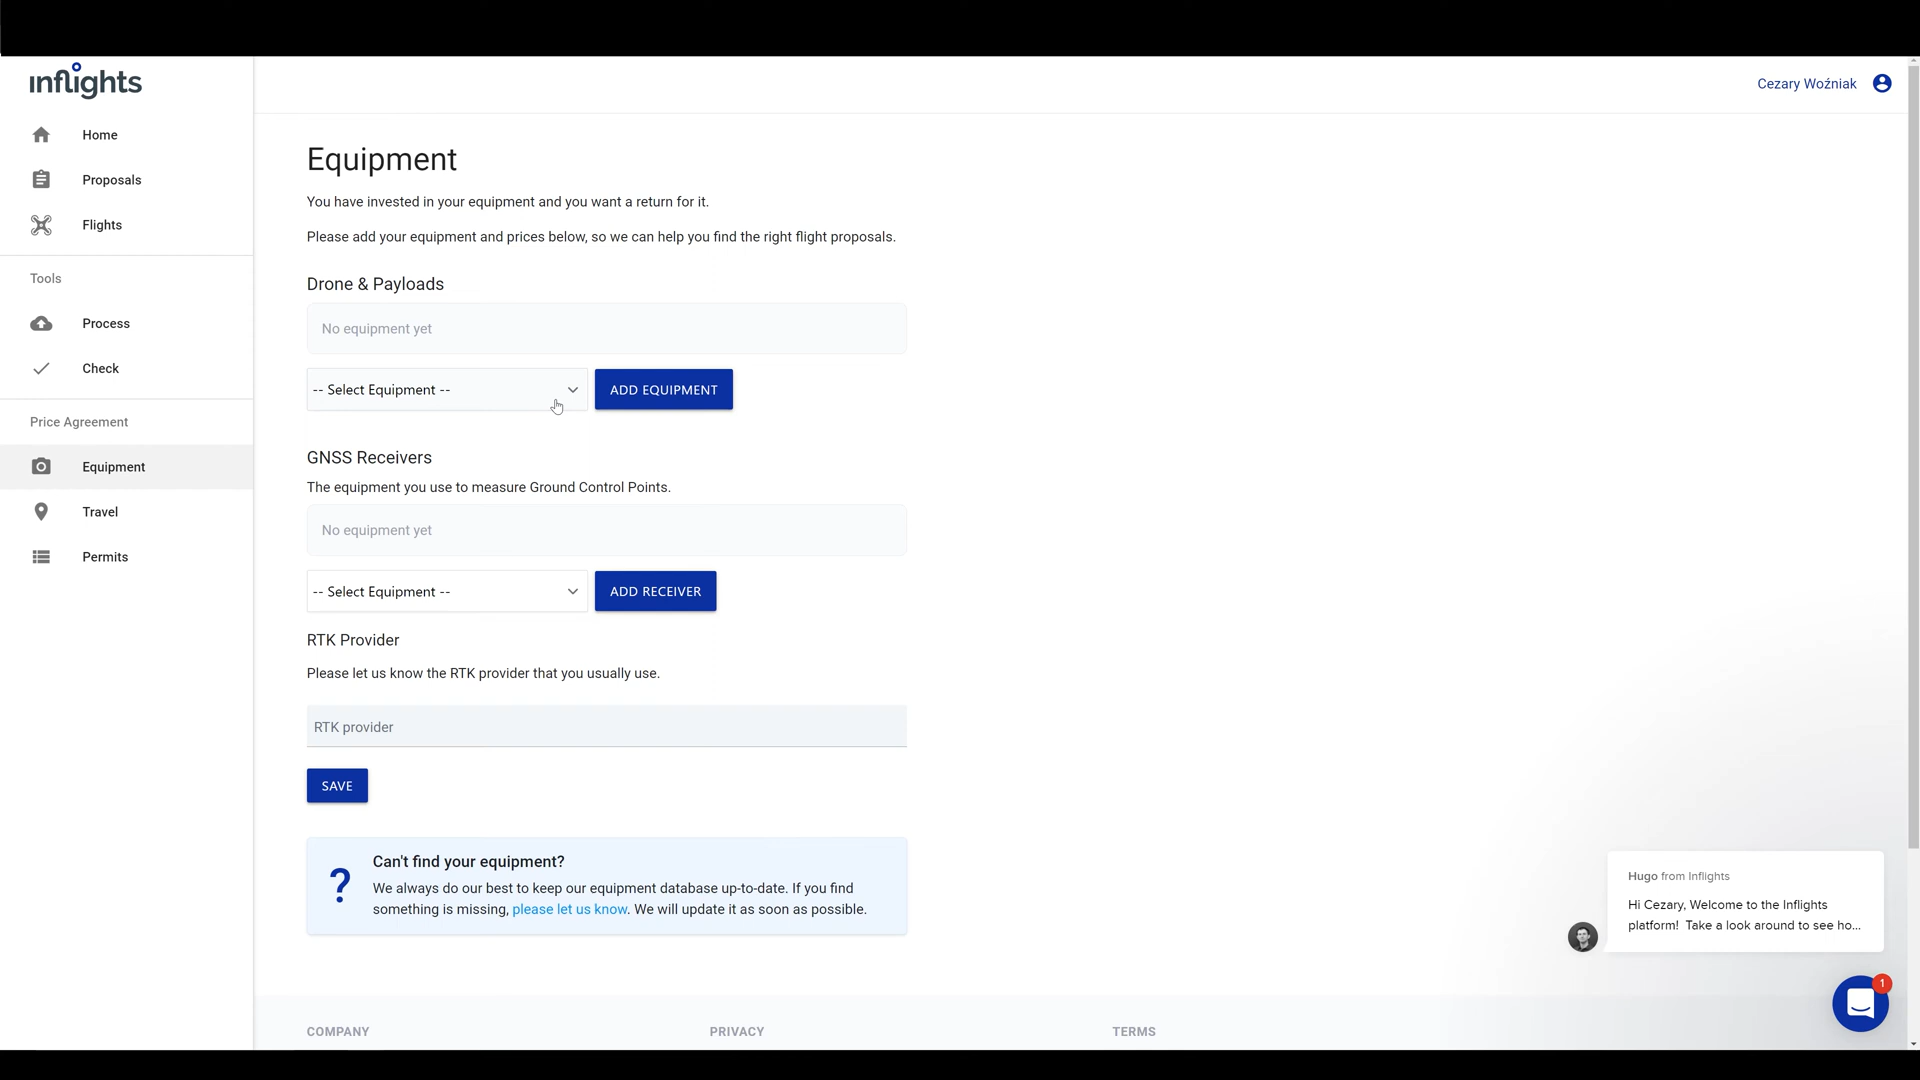 inflights
Cezary Woźniak
Home
Proposals
Flights
Tools
Process
Check
Price Agreement
Equipment
Travel
Permits
Equipment
You have invested in your equipment and you want a return for it.
Please add your equipment and prices below, so we can help you find the right flight proposals.
Drone & Payloads
No equipment yet
-- Select Equipment --
ADD EQUIPMENT
GNSS Receivers
The equipment you use to measure Ground Control Points.
No equipment yet
-- Select Equipment --
ADD RECEIVER
RTK Provider
Please let us know the RTK provider that you usually use.
RTK provider
SAVE
?
Can't find your equipment?
We always do our best to keep our equipment database up-to-date. If you find
something is missing, please let us know. We will update it as soon as possible.
Hugo from Inflights
Hi Cezary, Welcome to the Inflights
platform! Take a look around to see ho...
1
COMPANY
PRIVACY
TERMS